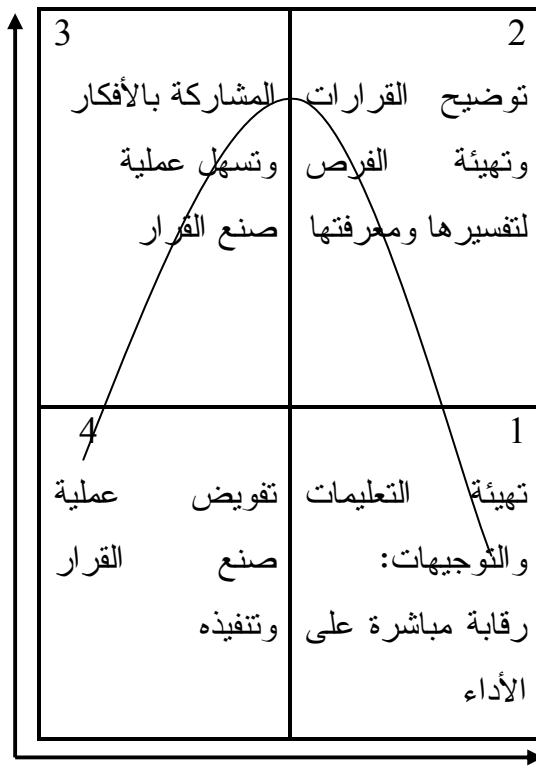 3
المشاركة بالأفكار
وتسهل عملية
صنع القرار
2
توضيح القرارات
وتهيئة الفرص
لتفسيرها ومعرفتها
4
تفويض عملية
صنع القرار
وتنفيذه
1
تهيئة التعليمات
والتوجيهات:
رقابة مباشرة على
الأداء